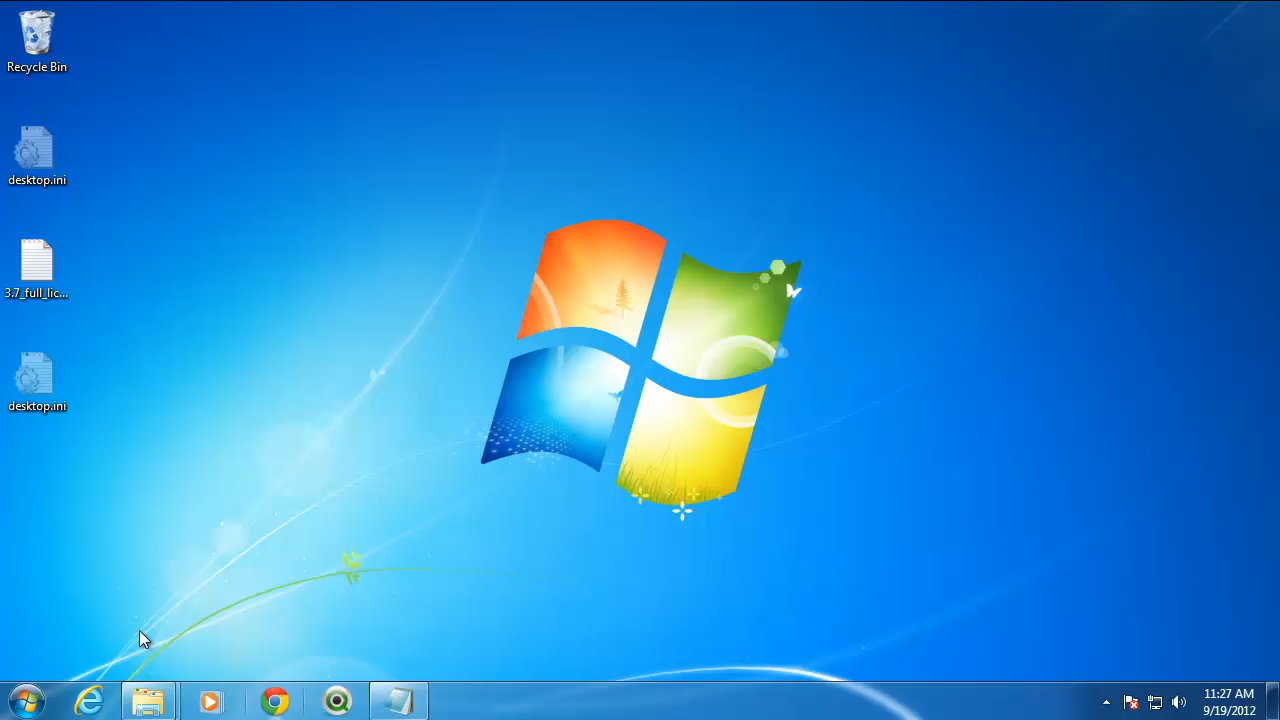 Recycle Bin
desktop.ini
3.7_full_lic...
desktop.ini
11:27 AM
9/19/2012